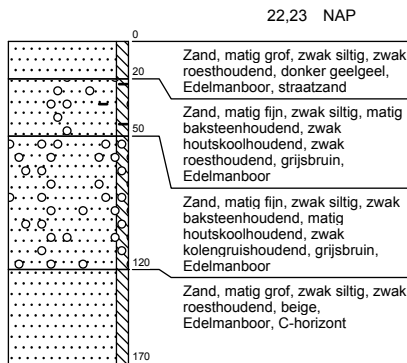 22,23 NAP
0
Zand, matig grof, zwak siltig, zwak
roesthoudend, donker geelgeel,
Edelmanboor, straatzand
20
Zand, matig fijn, zwak siltig, matig
baksteenhoudend, zwak
houtskoolhoudend, zwak
roesthoudend, grijsbruin,
Edelmanboor
50
Zand, matig fijn, zwak siltig, zwak
baksteenhoudend, matig
houtskoolhoudend, zwak
kolengruishoudend, grijsbruin,
Edelmanboor
120
Zand, matig grof, zwak siltig, zwak
roesthoudend, beige,
Edelmanboor, C-horizont
170